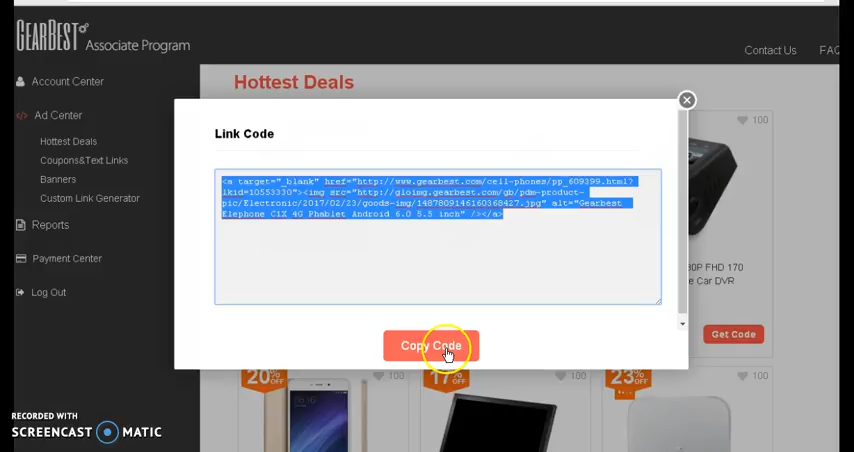 GEARBEST Associate Program
Contact Us
FAQ
Account Center
Ad Center
Hottest Deals
Coupons&Text Links
Banners
Custom Link Generator
Reports
Payment Center
Log Out
Hottest Deals
100
Link Code
<a target="_blank" href="http://www.gearbest.com/cell-phones/pp_609399.html?
lkid=10553330"><img src="http://gloimg.gearbest.com/gb/pdm-product-
pic/Electronic/2017/02/23/goods-img/1487809146160368427.jpg" alt="Gearbest
Elephone C1X 4G Phablet Android 6.0 5.5 inch" /></a>
Copy Code
P FHD 170
e Car DVR
Get Code
20% OFF
100
17% OFF
100
23% OFF
100
RECORDED WITH
SCREENCAST MATIC